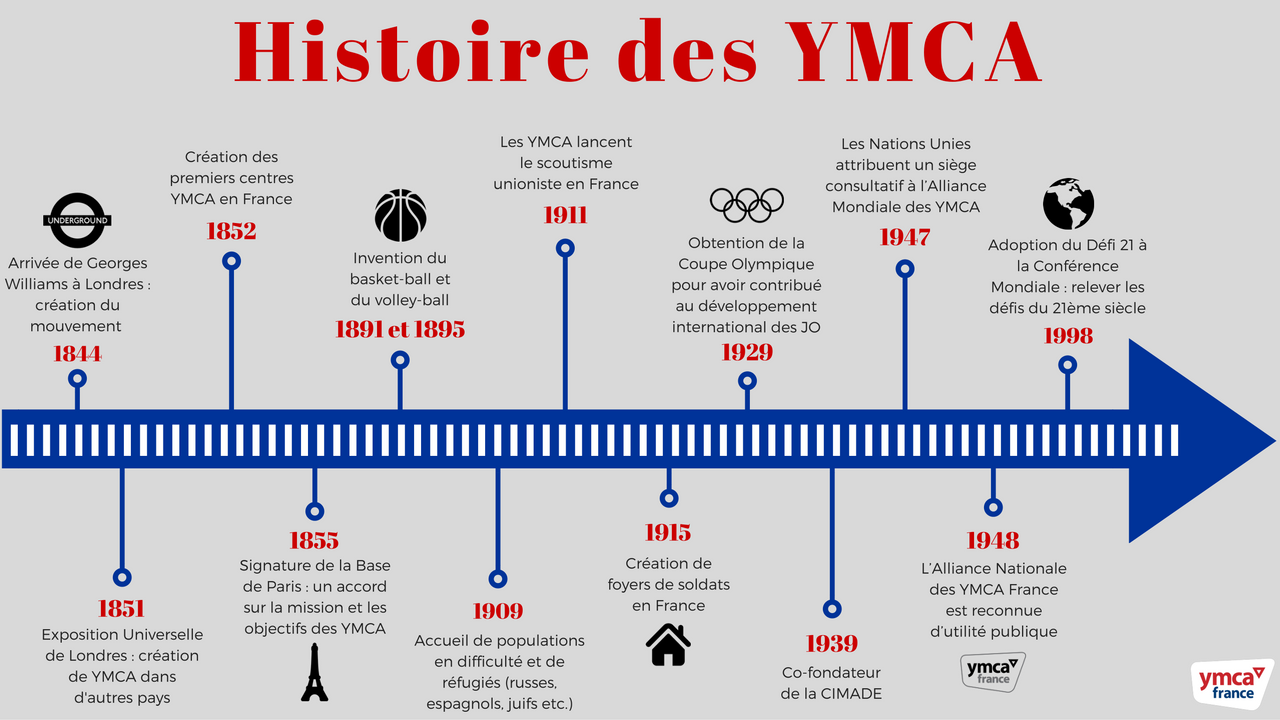 Histoire des YMCA
UNDERGROUND
Arrivée de Georges
Williams à Londres :
création du
mouvement
1844
1851
Exposition Universelle
de Londres : création
de YMCA dans
d'autres pays
Création des
premiers centres
YMCA en France
1852
1855
Signature de la Base
de Paris : un accord
sur la mission et les
objectifs des YMCA
Invention du
basket-ball et
du volley-ball
1891 et 1895
1909
Accueil de populations
en difficulté et de
réfugiés (russes,
espagnols, juifs etc.)
Les YMCA lancent
le scoutisme
unioniste en France
1911
1915
Création de
foyers de soldats
en France
Obtention de la
Coupe Olympique
pour avoir contribué
au développement
international des JO
1929
1939
Co-fondateur
de la CIMADE
Les Nations Unies
attribuent un siège
consultatif à l'Alliance
Mondiale des YMCA
1947
1948
L'Alliance Nationale
des YMCA France
est reconnue
d'utilité publique
ymca
france
Adoption du Défi 21 à
la Conférence
Mondiale : relever les
défis du 21ème siècle
1998
ymca
france